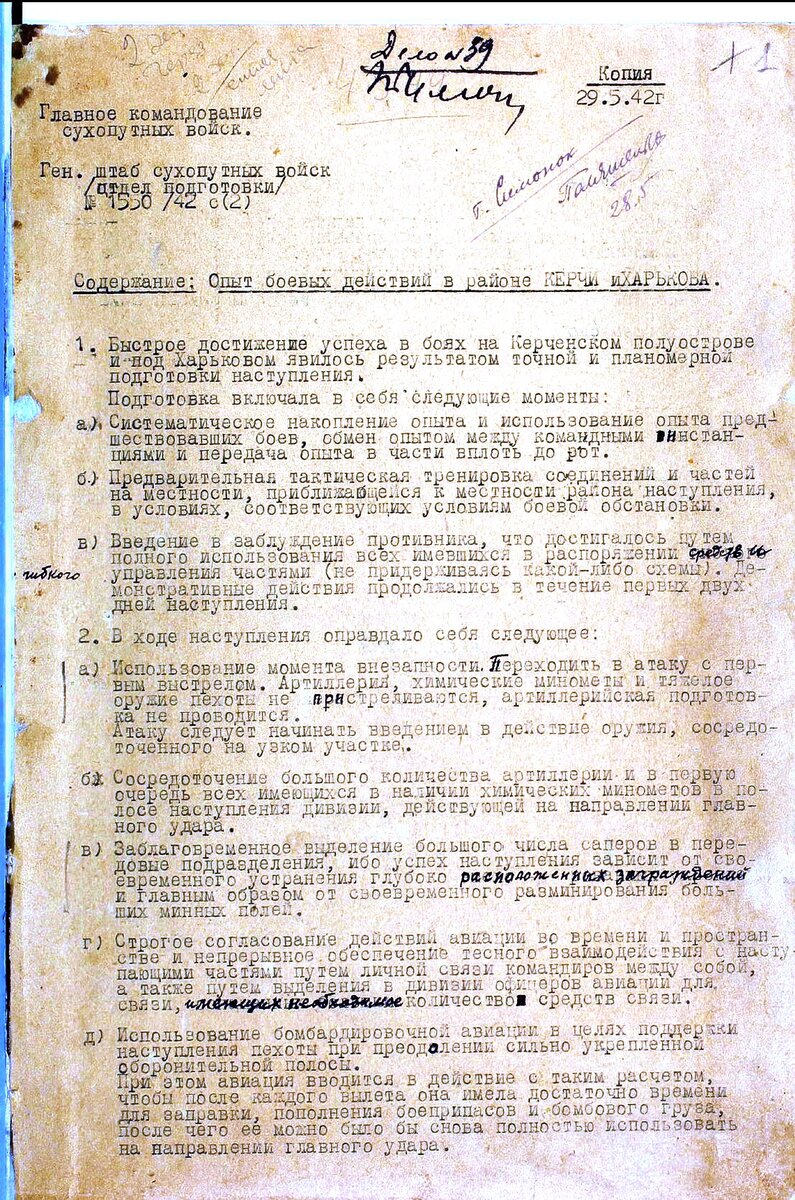 Дело №39
Копия
29.5.42г
+ 1
Главное командование
сухопутных войск.
Ген. штаб сухопутных войск
/отдел подготовки/
№ 1550 /42 с(2)
т. Симонок
28.5
Содержание: Опыт боевых действий в районе КЕРЧИ иХАРЬКОВА.
1. Быстрое достижение успеха в боях на Керченском полуострове
и под Харьковом явилось результатом точной и планомерной
подготовки наступления.
Подготовка включала в себя следующие моменты:
а) Систематическое накопление опыта и использование опыта пред-
шествовавших боев, обмен опытом между командными инстан-
циями и передача опыта в части вплоть до рот.
б) Предварительная тактическая тренировка соединений и частей
на местности, приближающейся к местности района наступления,
в условиях, соответствующих условиям боевой обстановки.
в) Введение в заблуждение противника, что достигалось путем
полного использования всех имевшихся в распоряжении средств и
гибкого управления частями (не придерживаясь какой-либо схемы). Де-
монстративные действия продолжались в течение первых двух
дней наступления.
2. В ходе наступления оправдало себя следующее:
а) Использование момента внезапности. Переходить в атаку с пер-
вым выстрелом. Артиллерия, химические минометы и тяжелое
оружие пехоты не пристреливаются, артиллерийская подготов-
ка не проводится.
Атаку следует начинать введением в действие оружия, сосредо-
точенного на узком участке.
б) Сосредоточение большого количества артиллерии и в первую
очередь всех имеющихся в наличии химических минометов в по-
лосе наступления дивизии, действующей на направлении глав-
ного удара.
в) Заблаговременное выделение большого числа саперов в пере-
довые подразделения, ибо успех наступления зависит от сво-
евременного устранения глубоко расположенных заграждений
и главным образом от своевременного разминирования боль-
ших минных полей.
г) Строгое согласование действий авиации во времени и простран-
стве и непрерывное обеспечение тесного взаимодействия с насту-
пающими частями путем личной связи командиров между собой,
а также путем выделения в дивизии офицеров авиации для
связи, имеющих необходимое количество средств связи.
д) Использование бомбардировочной авиации в целях поддержки
наступления пехоты при преодолении сильно укрепленной
оборонительной полосы.
При этом авиация вводится в действие с таким расчетом,
чтобы после каждого вылета она имела достаточно времени
для заправки, пополнения боеприпасов и бомбового груза,
после чего ее можно было бы снова полностью использовать
на направлении главного удара.